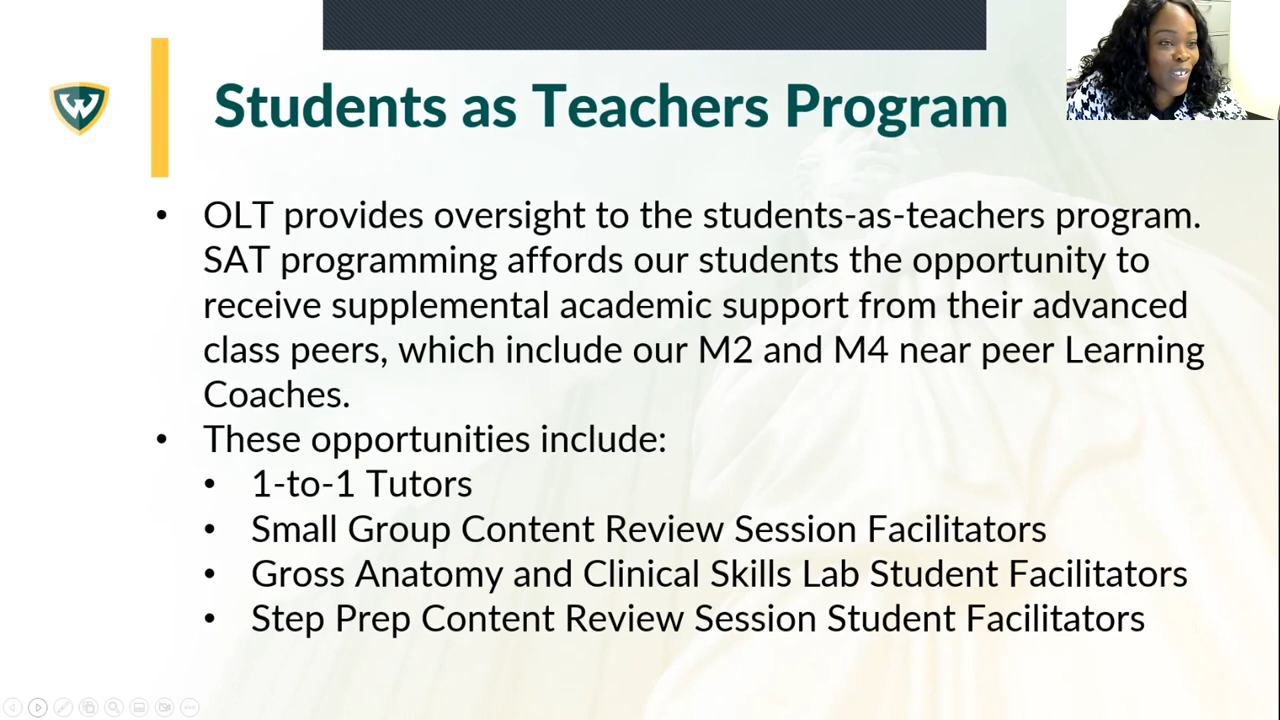 Students as Teachers Program
• OLT provides oversight to the students-as-teachers program.
SAT programming affords our students the opportunity to
receive supplemental academic support from their advanced
class peers, which include our M2 and M4 near peer Learning
Coaches.
• These opportunities include:
• 1-to-1 Tutors
• Small Group Content Review Session Facilitators
• Gross Anatomy and Clinical Skills Lab Student Facilitators
• Step Prep Content Review Session Student Facilitators